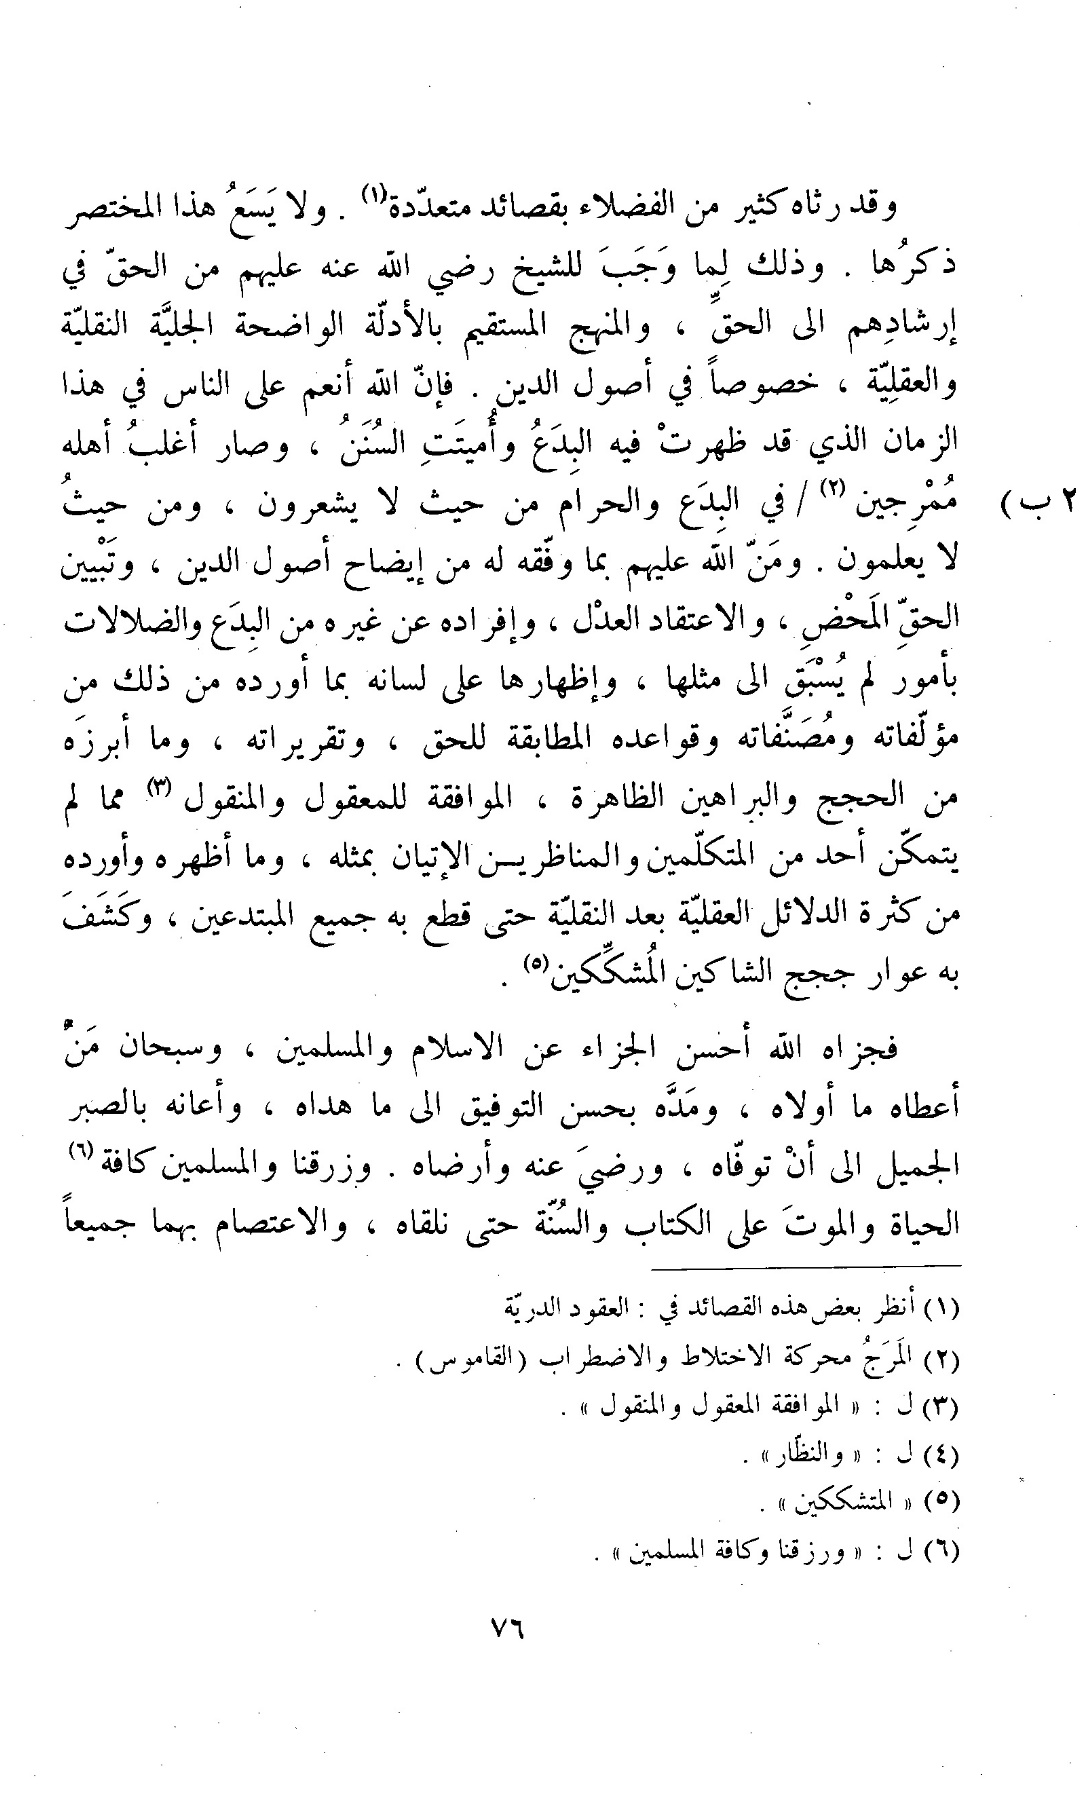 وقد رثاه كثير من الفضلاء بقصائد متعدّدة(١) . ولا يَسَعُ هذا المختصر
ذكرُها . وذلك لِما وَجَبَ للشيخ رضي الله عنه عليهم من الحقّ في
إرشادِهم الى الحقِّ ، والمنهج المستقيم بالأدلّة الواضحة الجليَّة النقليّة
والعقلِيّة ، خصوصاً في أصول الدين . فإنّ الله أنعم على الناس في هذا
الزمان الذي قد ظهرتْ فيه البِدَعُ وأُميتَتِ السُنَنُ ، وصار أغلبُ أهله
مُمْرِجين (٢) / في البِدَع والحرام من حيث لا يشعرون ، ومن حيثُ
٢ ب)
لا يعلمون . ومَنّ الله عليهم بما وفّقه له من إيضاح أصول الدين ، وتَبْيين
الحقِّ المَحْضِ ، والاعتقاد العدْل ، وإفراده عن غيره من البِدَع والضلالات
بأمور لم يُسْبَق الى مثلها ، وإظهارها على لسانه بما أورده من ذلك من
مؤلّفاته ومُصَنَّفاته وقواعده المطابقة للحق ، وتقريراته ، وما أبرزَه
من الحجج والبراهين الظاهرة ، الموافقة للمعقول والمنقول (٣) مما لم
يتمكّن أحد من المتكلّمين والمناظريـن الإتيان بمثله ، وما أظهره وأورده
من كثرة الدلائل العقليّة بعد النقليّة حتى قطع به جميع المبتدعين ، وكَشَفَ
به عوار حجج الشاكين المُشكِّكين(٥) .
فجزاه الله أحسن الجزاء عن الاسلام والمسلمين ، وسبحان مَنْ
أعطاه ما أولاه ، ومَدَّه بحسن التوفيق الى ما هداه ، وأعانه بالصبر
الجميل الى أنْ توفّاه ، ورضيَ عنه وأرضاه . وزرقنا والمسلمين كافة (٦)
الحياة والموتَ على الكتاب والسُنّة حتى نلقاه ، والاعتصام بهما جميعاً
(١) أنظر بعض هذه القصائد في : العقود الدريّة
(٢) المَرَجُ محركة الاختلاط والاضطراب (القاموس) .
(٣) ل : « الموافقة المعقول والمنقول » .
(٤) ل : « والنظّار » .
(٥) « المتشككين » .
(٦) ل : « ورزقنا وكافة المسلمين » .
٧٦